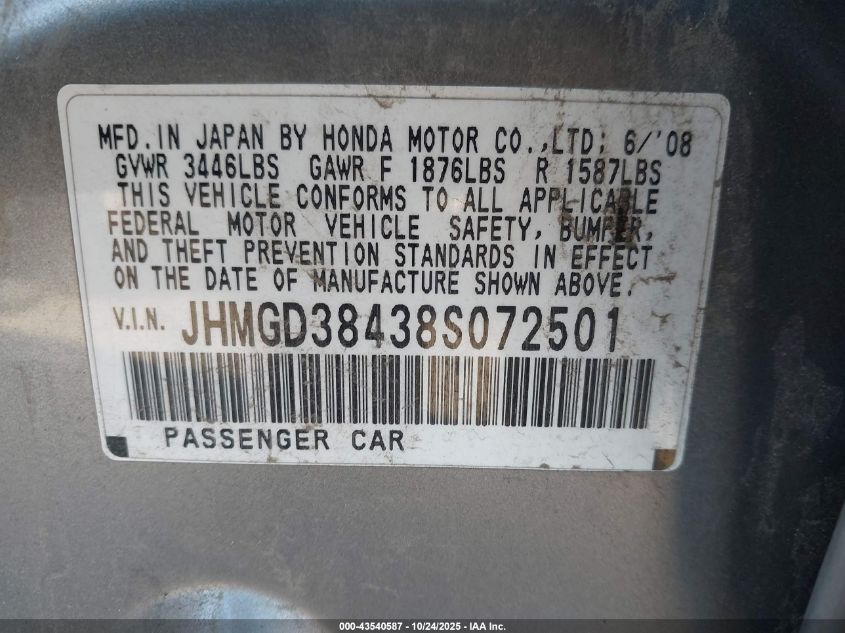 MFD. IN JAPAN BY HONDA MOTOR CO., LTD; 6/'08
GVWR 3446LBS GAWR F 1876LBS R 1587LBS
THIS VEHICLE CONFORMS TO ALL APPLICABLE
FEDERAL MOTOR VEHICLE SAFETY, BUMPER,
AND THEFT PREVENTION STANDARDS IN EFFECT
ON THE DATE OF MANUFACTURE SHOWN ABOVE.
V.I.N. JHMGD38438S072501
PASSENGER CAR
000-43540587 - 10/24/2025 - IAA Inc.